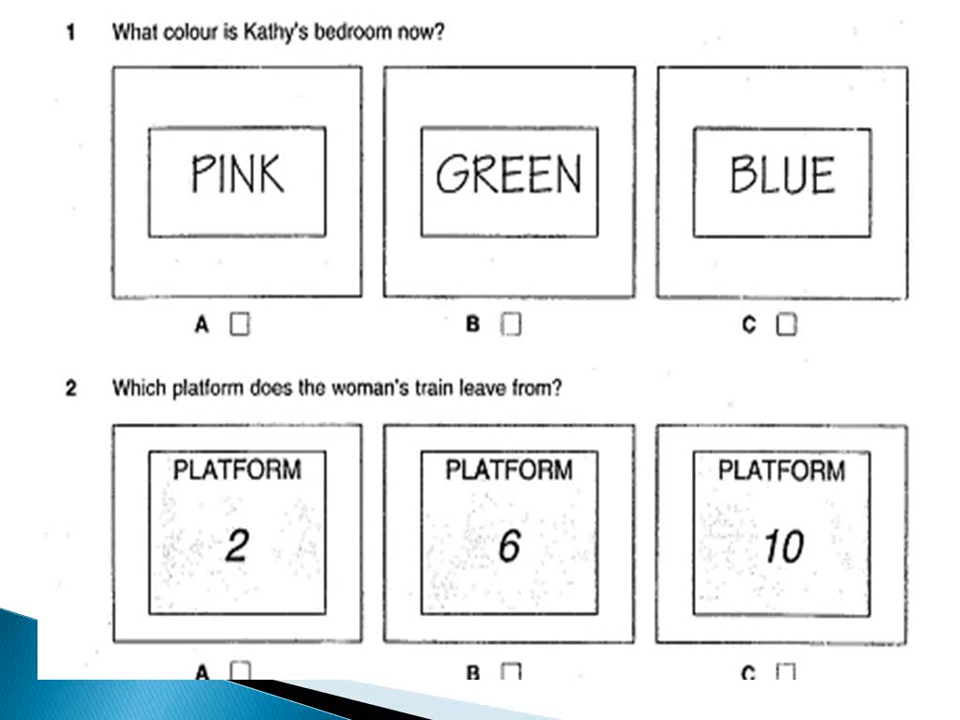 1 What colour is Kathy's bedroom now?
PINK GREEN BLUE
A B C
2 Which platform does the woman's train leave from?
PLATFORM PLATFORM PLATFORM
2 6 10
A B C